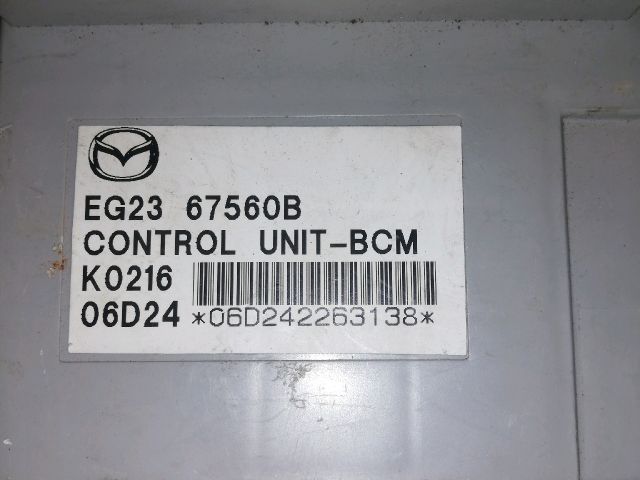 EG23 67560B
CONTROL UNIT-BCM
K0216
06D24 *06D242263138*